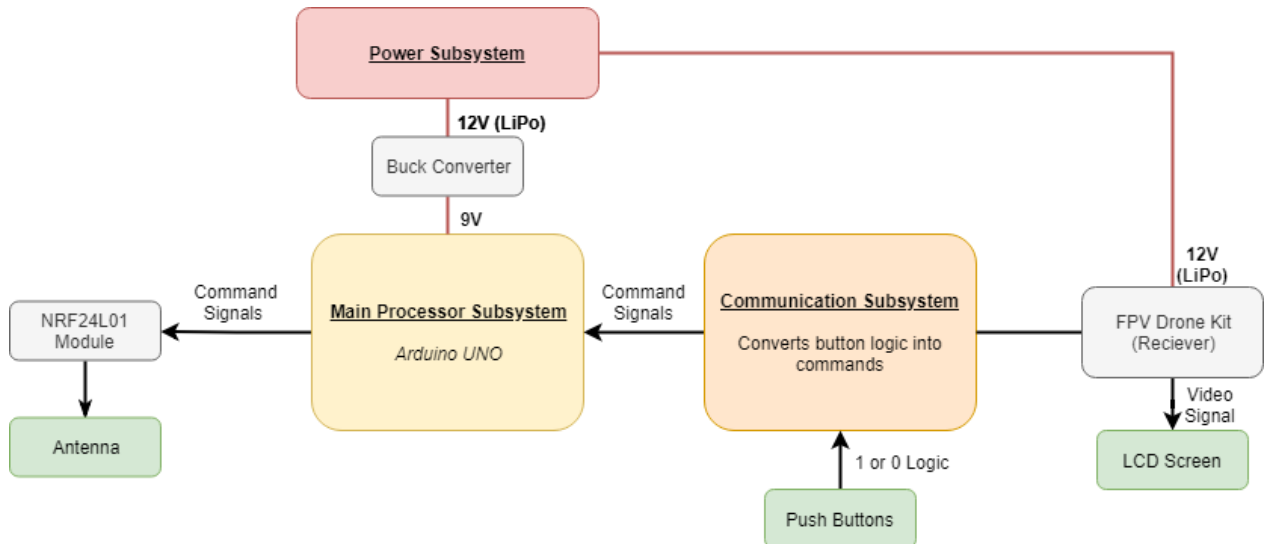 Power Subsystem
12V (LiPo)
Buck Converter
9V
12V
(LiPo)
Command
Signals
NRF24L01
Module
Main Processor Subsystem
Arduino UNO
Command
Signals
Communication Subsystem
Converts button logic into
commands
FPV Drone Kit
(Reciever)
Video
Signal
Antenna
1 or 0 Logic
LCD Screen
Push Buttons